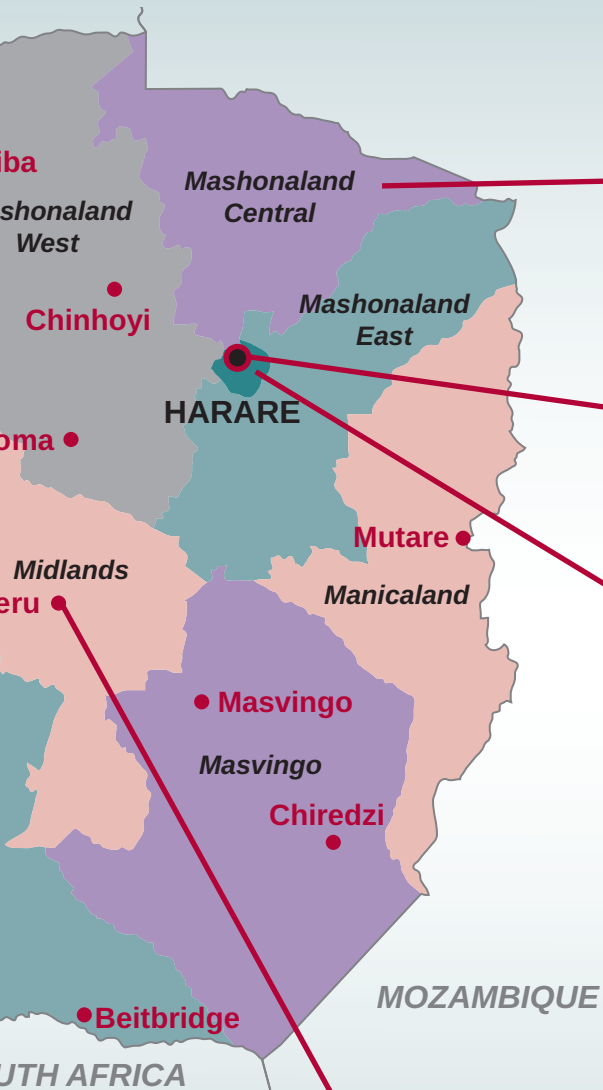 iba
Mashonaland
Central
shonaland
West
Chinhoyi
Mashonaland
East
HARARE
oma
Mutare
Midlands
Manicaland
eru
Masvingo
Masvingo
Chiredzi
MOZAMBIQUE
Beitbridge
UTH AFRICA